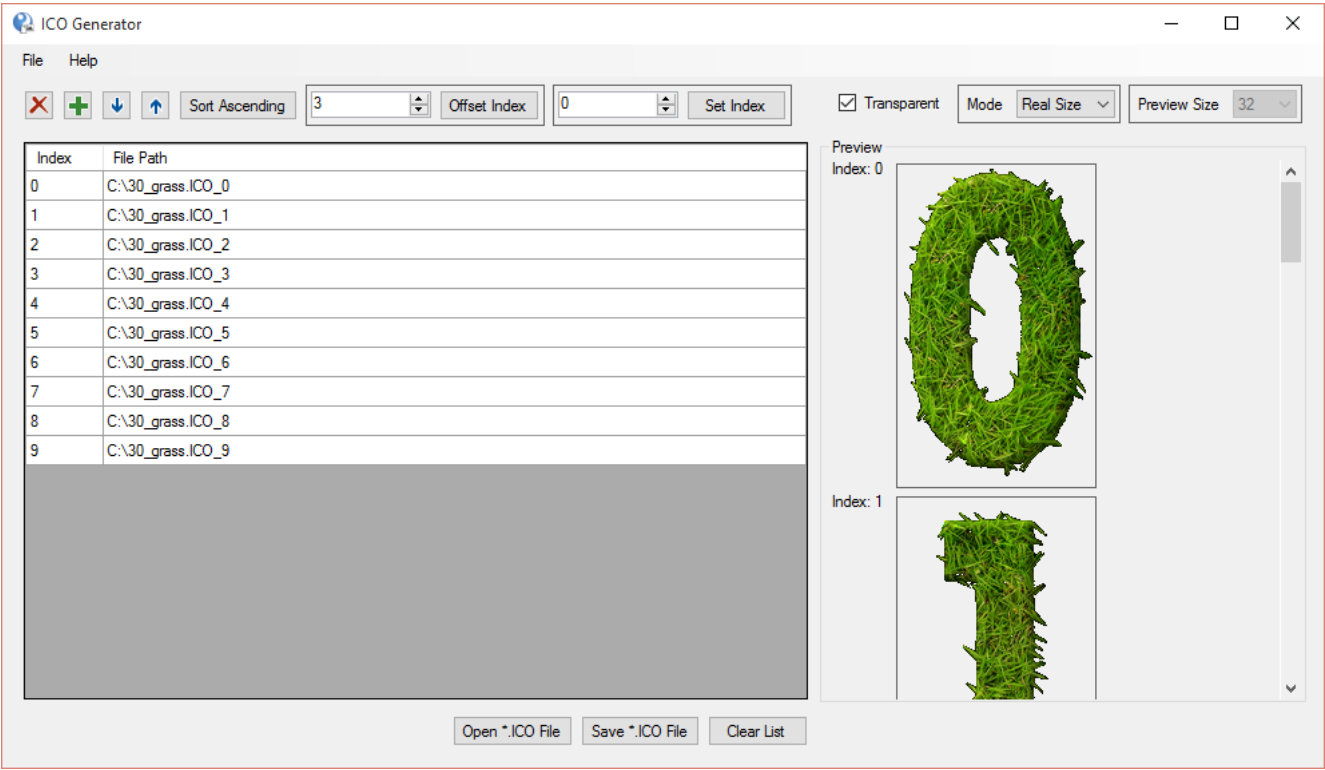 ICO Generator
File Help
Sort Ascending 3 Offset Index 0 Set Index Transparent Mode Real Size Preview Size 32
Index File Path
0 C:\30_grass.ICO_0
1 C:\30_grass.ICO_1
2 C:\30_grass.ICO_2
3 C:\30_grass.ICO_3
4 C:\30_grass.ICO_4
5 C:\30_grass.ICO_5
6 C:\30_grass.ICO_6
7 C:\30_grass.ICO_7
8 C:\30_grass.ICO_8
9 C:\30_grass.ICO_9
Preview
Index: 0
0
Index: 1
1
Open *.ICO File Save *.ICO File Clear List